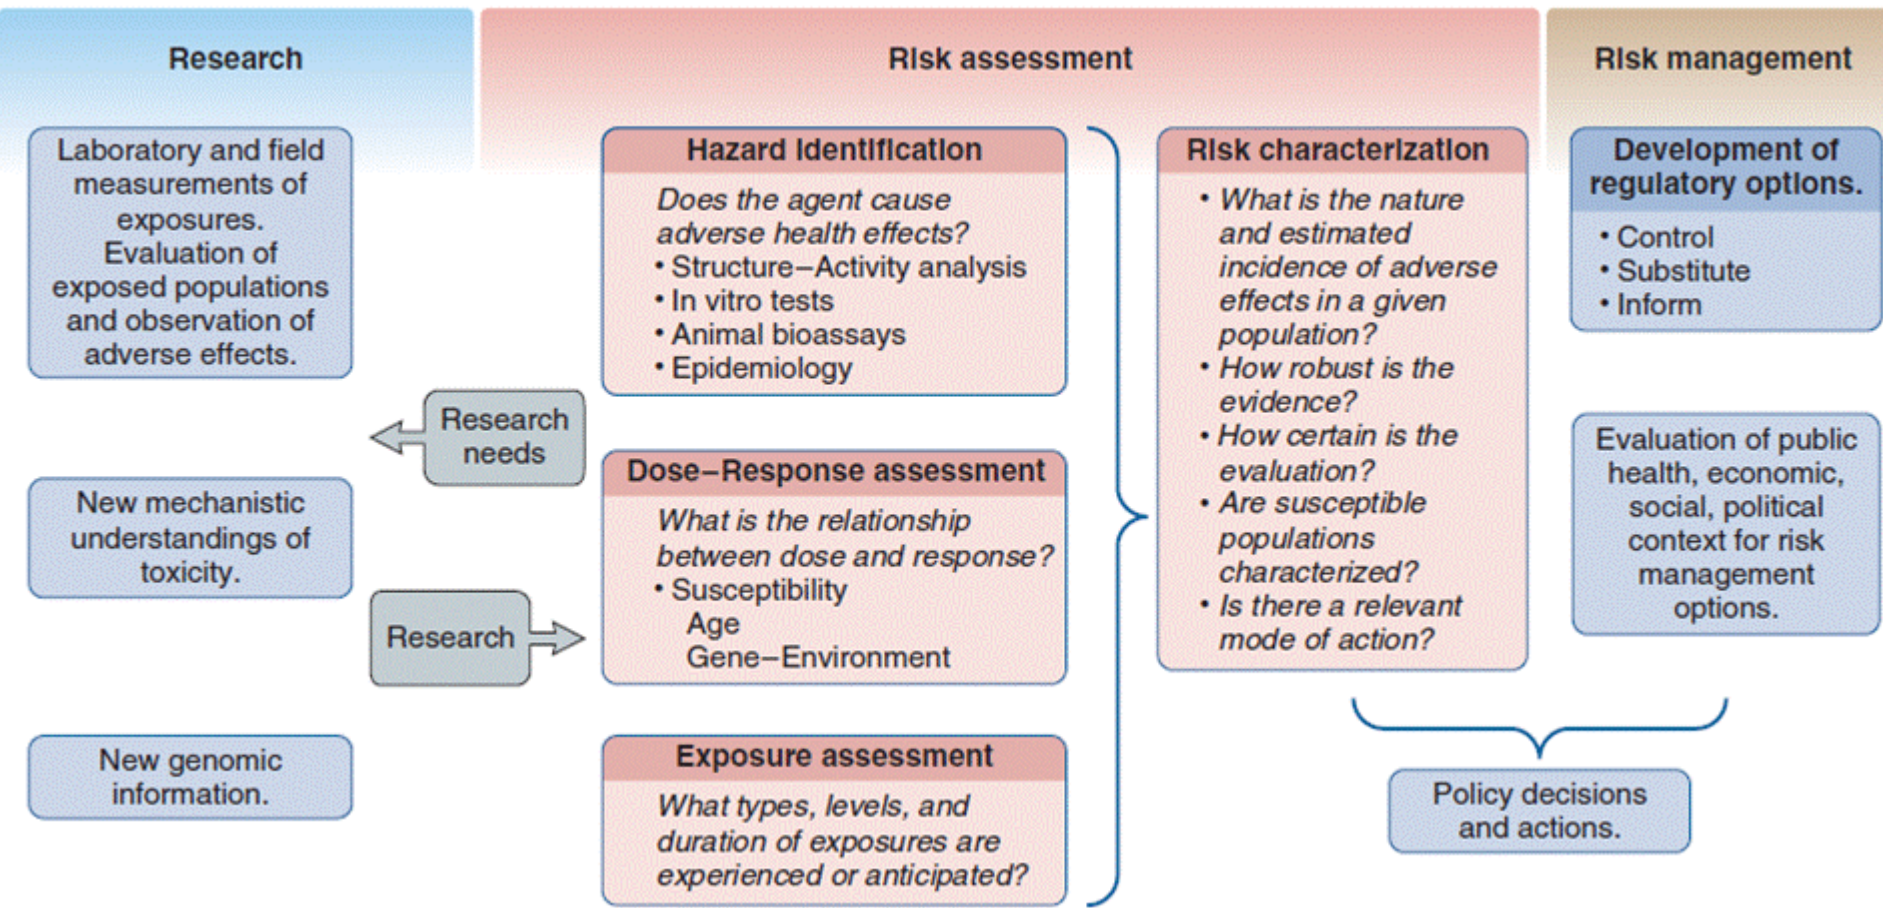 Research
Risk assessment
Risk management
Laboratory and field
measurements of
exposures.
Evaluation of
exposed populations
and observation of
adverse effects.
New mechanistic
understandings of
toxicity.
New genomic
information.
Research
needs
Research
Hazard identification
Does the agent cause
adverse health effects?
• Structure–Activity analysis
• In vitro tests
• Animal bioassays
• Epidemiology
Dose–Response assessment
What is the relationship
between dose and response?
• Susceptibility
Age
Gene–Environment
Exposure assessment
What types, levels, and
duration of exposures are
experienced or anticipated?
Risk characterization
• What is the nature
and estimated
incidence of adverse
effects in a given
population?
• How robust is the
evidence?
• How certain is the
evaluation?
• Are susceptible
populations
characterized?
• Is there a relevant
mode of action?
Development of
regulatory options.
• Control
• Substitute
• Inform
Evaluation of public
health, economic,
social, political
context for risk
management
options.
Policy decisions
and actions.